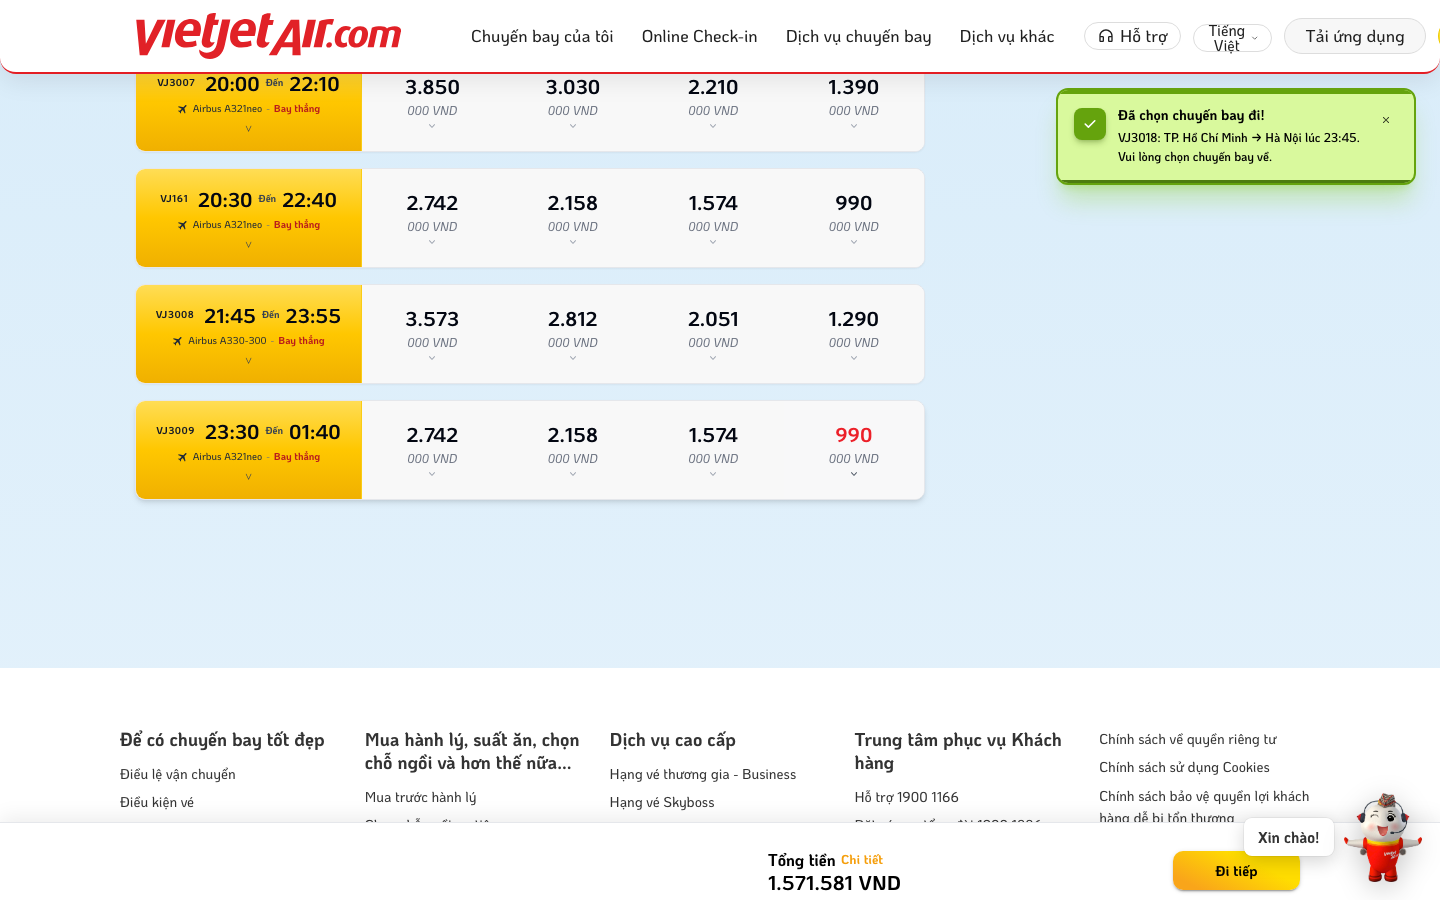 vietjetAir.com
Chuyến bay của tôi
Online Check-in
Dịch vụ chuyến bay
Dịch vụ khác
Hỗ trợ
Tiếng
Việt
Tải ứng dụng
VJ3007 20:00 Đến 22:10
Airbus A321neo - Bay thẳng
3.850 3.030 2.210 1.390
000 VND 000 VND 000 VND 000 VND
Đã chọn chuyến bay đi!
VJ3018: TP. Hồ Chí Minh → Hà Nội lúc 23:45.
Vui lòng chọn chuyến bay về.
VJ161 20:30 Đến 22:40
Airbus A321neo - Bay thẳng
2.742 2.158 1.574 990
000 VND 000 VND 000 VND 000 VND
VJ3008 21:45 Đến 23:55
Airbus A330-300 - Bay thẳng
3.573 2.812 2.051 1.290
000 VND 000 VND 000 VND 000 VND
VJ3009 23:30 Đến 01:40
Airbus A321neo - Bay thẳng
2.742 2.158 1.574 990
000 VND 000 VND 000 VND 000 VND
Để có chuyến bay tốt đẹp
Điều lệ vận chuyển
Điều kiện vé
Mua hành lý, suất ăn, chọn
chỗ ngồi và hơn thế nữa...
Mua trước hành lý
Dịch vụ cao cấp
Hạng vé thương gia - Business
Hạng vé Skyboss
Trung tâm phục vụ Khách
hàng
Hỗ trợ 1900 1166
Chính sách về quyền riêng tư
Chính sách sử dụng Cookies
Chính sách bảo vệ quyền lợi khách
hàng dễ bị tổn thương
Xin chào!
Tổng tiền Chi tiết
1.571.581 VND
Đi tiếp